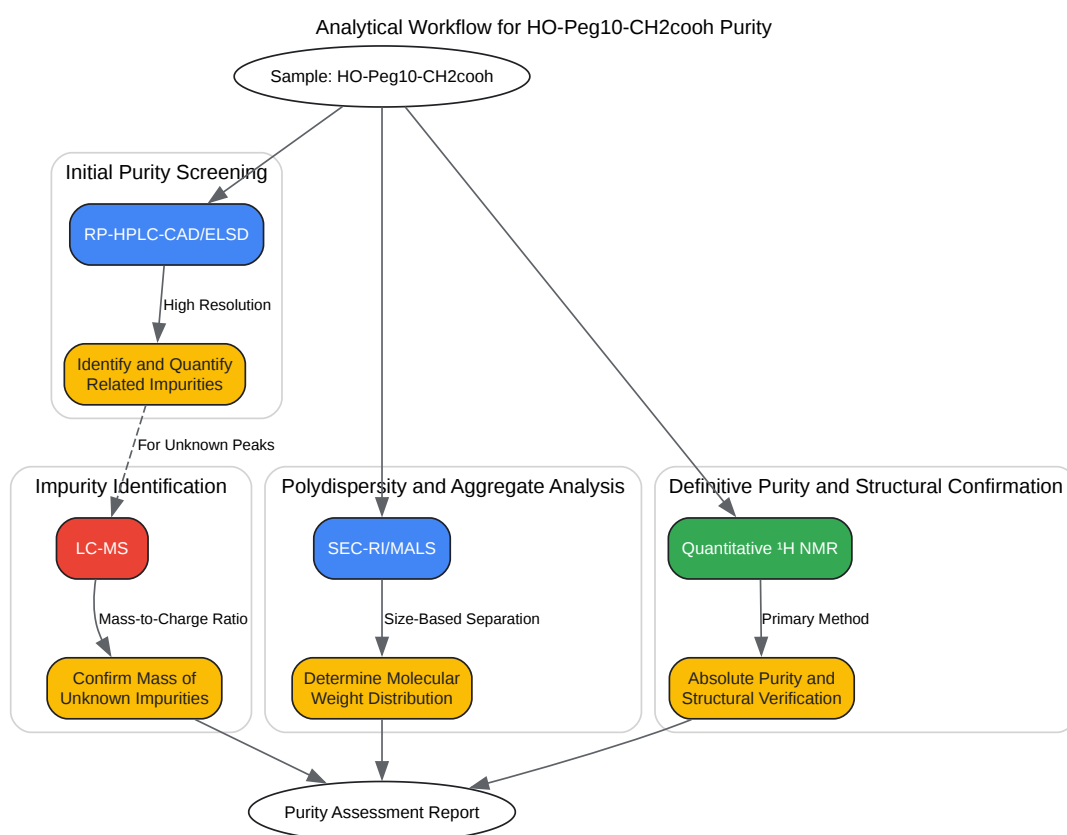 Analytical Workflow for HO-Peg10-CH2cooh Purity
Sample: HO-Peg10-CH2cooh
Initial Purity Screening
RP-HPLC-CAD/ELSD
High Resolution
Identify and Quantify
Related Impurities
For Unknown Peaks
Impurity Identification
LC-MS
Mass-to-Charge Ratio
Confirm Mass of
Unknown Impurities
Polydispersity and Aggregate Analysis
SEC-RI/MALS
Size-Based Separation
Determine Molecular
Weight Distribution
Definitive Purity and Structural Confirmation
Quantitative ¹H NMR
Primary Method
Absolute Purity and
Structural Verification
Purity Assessment Report